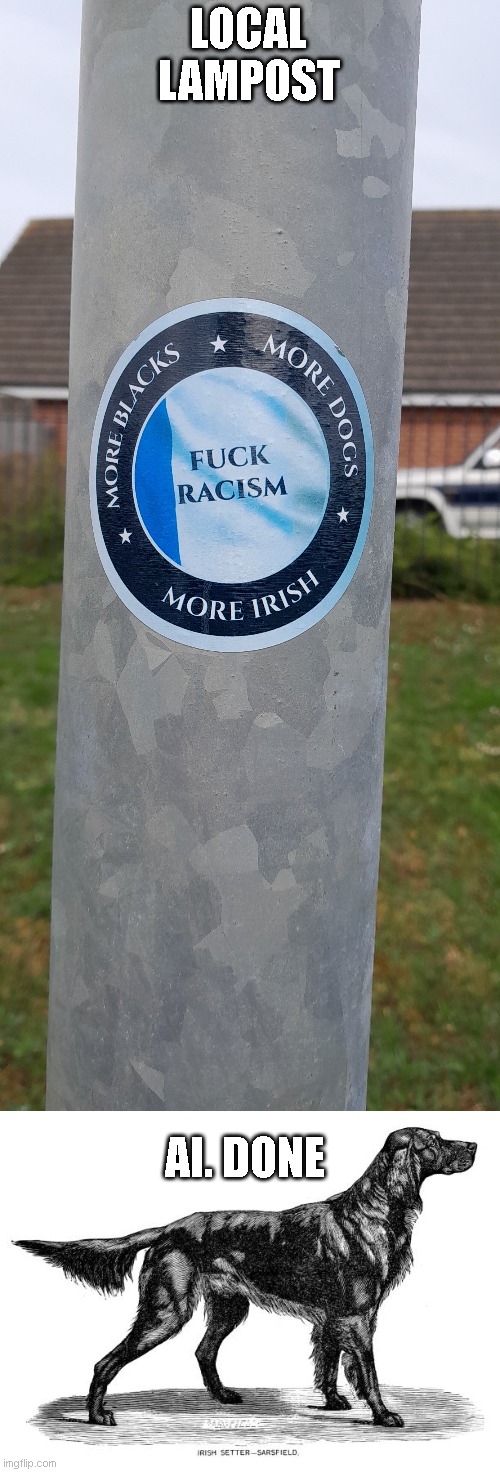 LOCAL
LAMPOST
MORE BLACKS ★ MORE DOGS ★ MORE IRISH ★
FUCK
RACISM
AI. DONE
IRISH SETTER—SARSFIELD.
imgflip.com